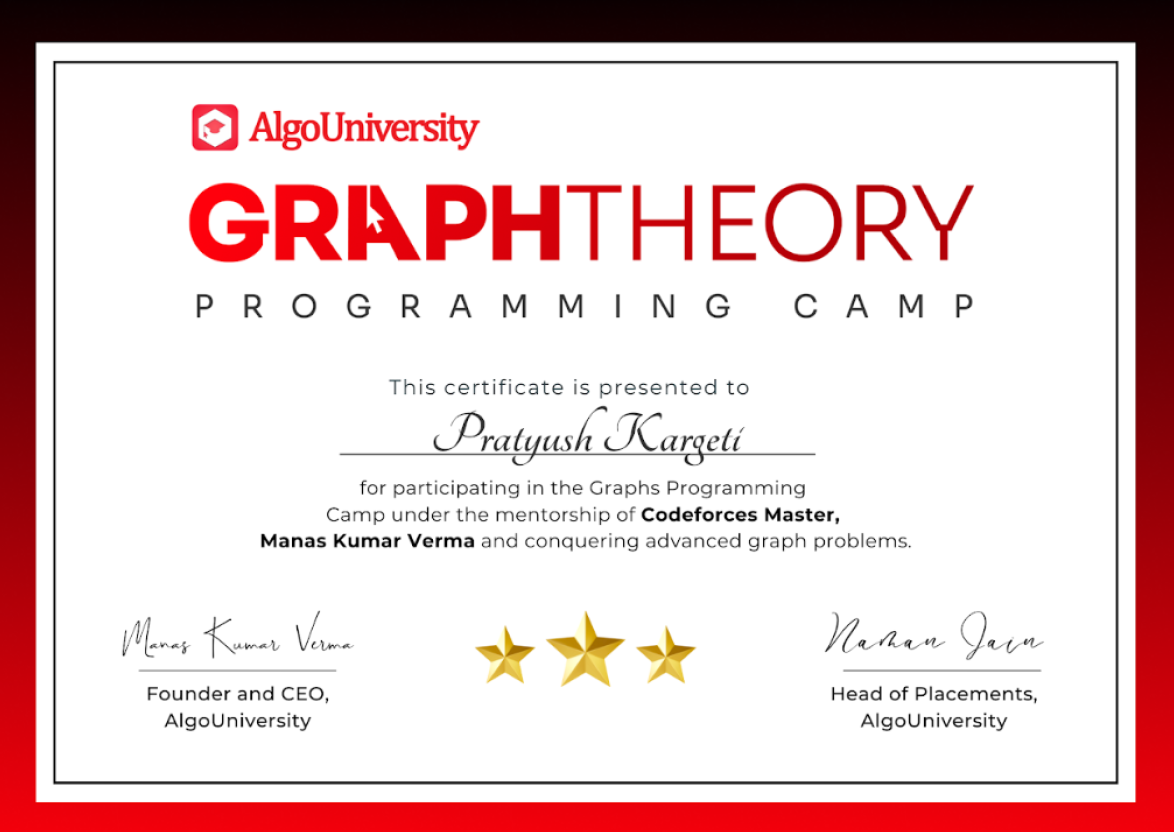 AlgoUniversity
GRAPHTHEORY
PROGRAMMING CAMP
This certificate is presented to
Pratyush Kargeti
for participating in the Graphs Programming
Camp under the mentorship of Codeforces Master,
Manas Kumar Verma and conquering advanced graph problems.
Manas Kumar Verma
Founder and CEO,
AlgoUniversity
Naman Jain
Head of Placements,
AlgoUniversity